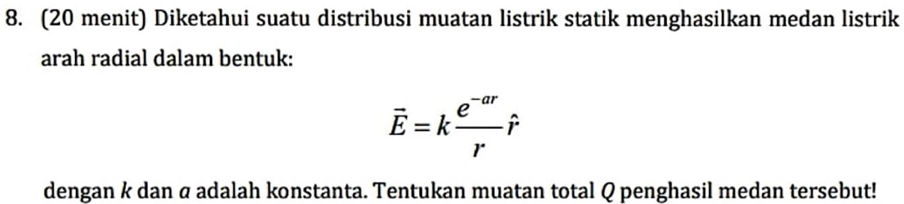 8. (20 menit) Diketahui suatu distribusi muatan listrik statik menghasilkan medan listrik
arah radial dalam bentuk:
$\vec{E} = k \frac{e^{-ar}}{r} \hat{r}$
dengan k dan a adalah konstanta. Tentukan muatan total Q penghasil medan tersebut!